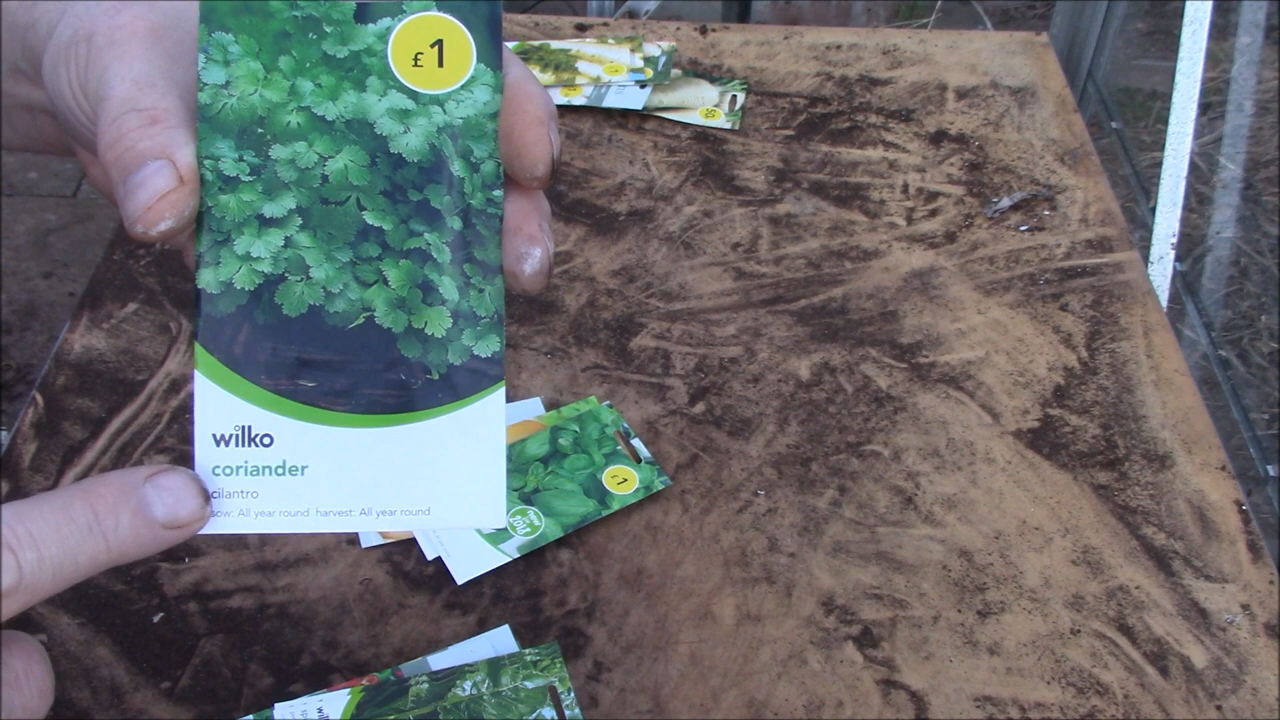 £1
wilko
coriander
cilantro
sow: All year round harvest: All year round
£1